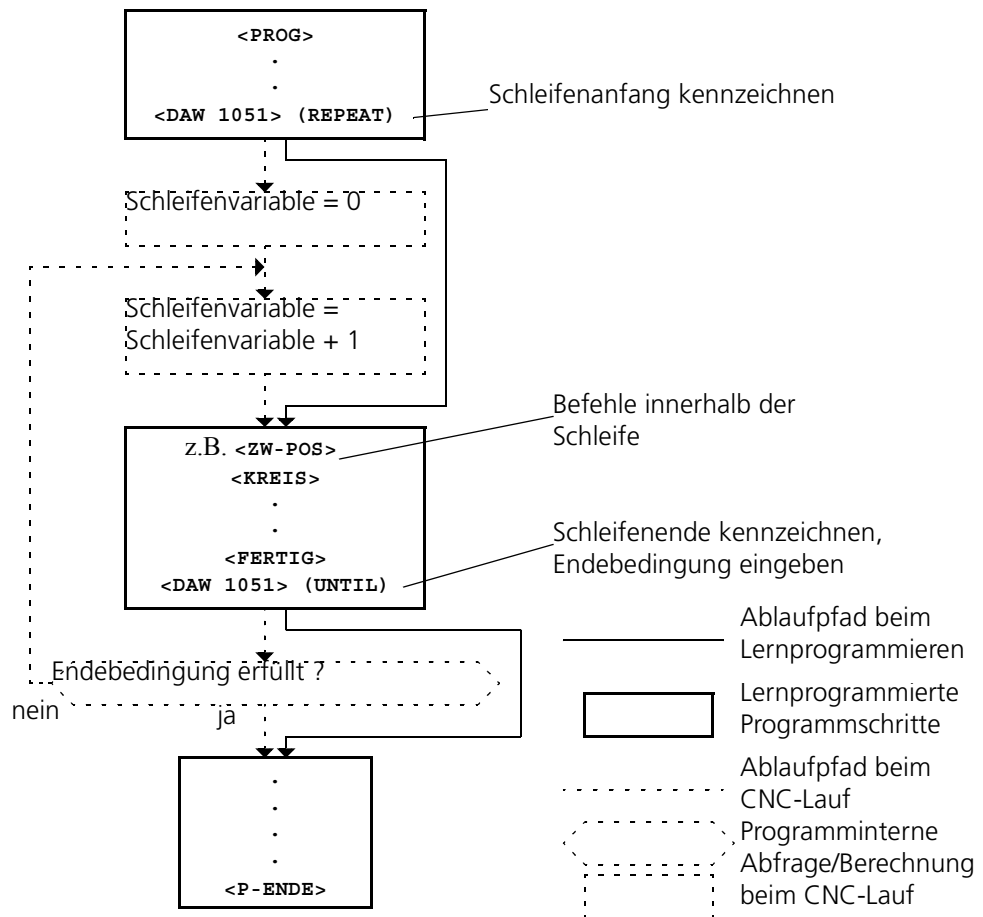 <PROG>
.
.
<DAW 1051> (REPEAT)
Schleifenanfang kennzeichnen
Schleifenvariable = 0
Schleifenvariable =
Schleifenvariable + 1
Befehle innerhalb der
Schleife
z.B. <ZW-POS>
<KREIS>
.
.
<FERTIG>
<DAW 1051> (UNTIL)
Schleifenende kennzeichnen,
Endebedingung eingeben
Endebedingung erfüllt ?
nein
ja
.
.
.
.
<P-ENDE>
Ablaufpfad beim
Lernprogrammieren
Lernprogrammierte
Programmschritte
Ablaufpfad beim
CNC-Lauf
Programminterne
Abfrage/Berechnung
beim CNC-Lauf